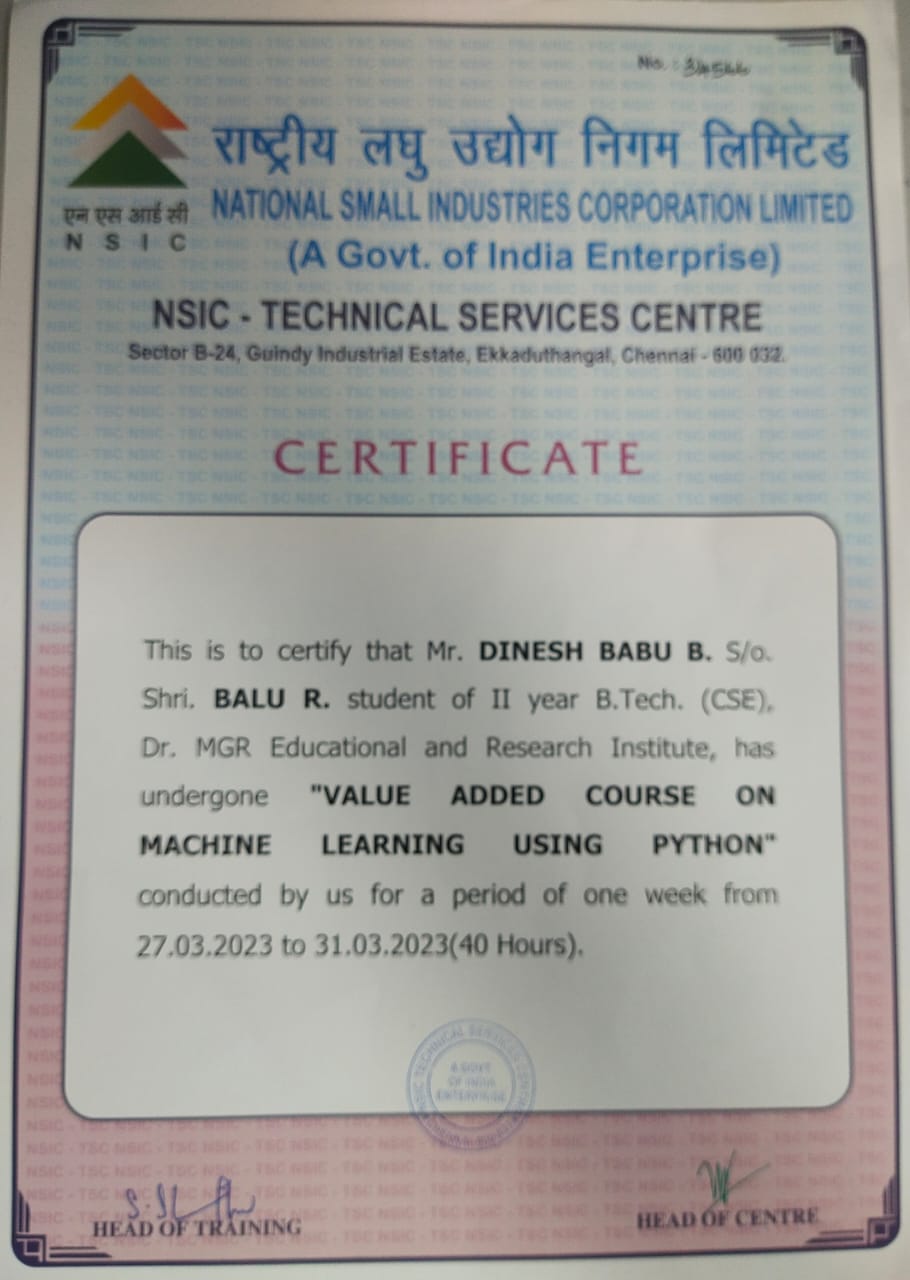 No. : 34566
राष्ट्रीय लघु उद्योग निगम लिमिटेड
NATIONAL SMALL INDUSTRIES CORPORATION LIMITED
(A Govt. of India Enterprise)
एन एस आई सी
N S I C
NSIC - TECHNICAL SERVICES CENTRE
Sector B-24, Guindy Industrial Estate, Ekkaduthangal, Chennai - 600 032.
CERTIFICATE
This is to certify that Mr. DINESH BABU B. S/o.
Shri. BALU R. student of II year B.Tech. (CSE),
Dr. MGR Educational and Research Institute, has
undergone "VALUE ADDED COURSE ON
MACHINE LEARNING USING PYTHON"
conducted by us for a period of one week from
27.03.2023 to 31.03.2023(40 Hours).
NSIC TECHNICAL SERVICES CENTRE
A GOVT
OF INDIA
ENTERPRISE
HEAD OF TRAINING
HEAD OF CENTRE